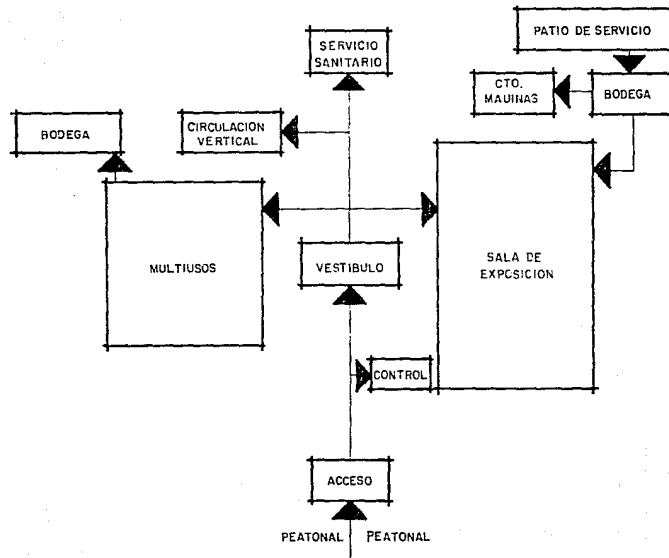 PATIO DE SERVICIO
SERVICIO
SANITARIO
CTO.
MAUINAS
BODEGA
BODEGA
CIRCULACION
VERTICAL
MULTIUSOS
VESTIBULO
SALA DE
EXPOSICION
CONTROL
ACCESO
PEATONAL PEATONAL